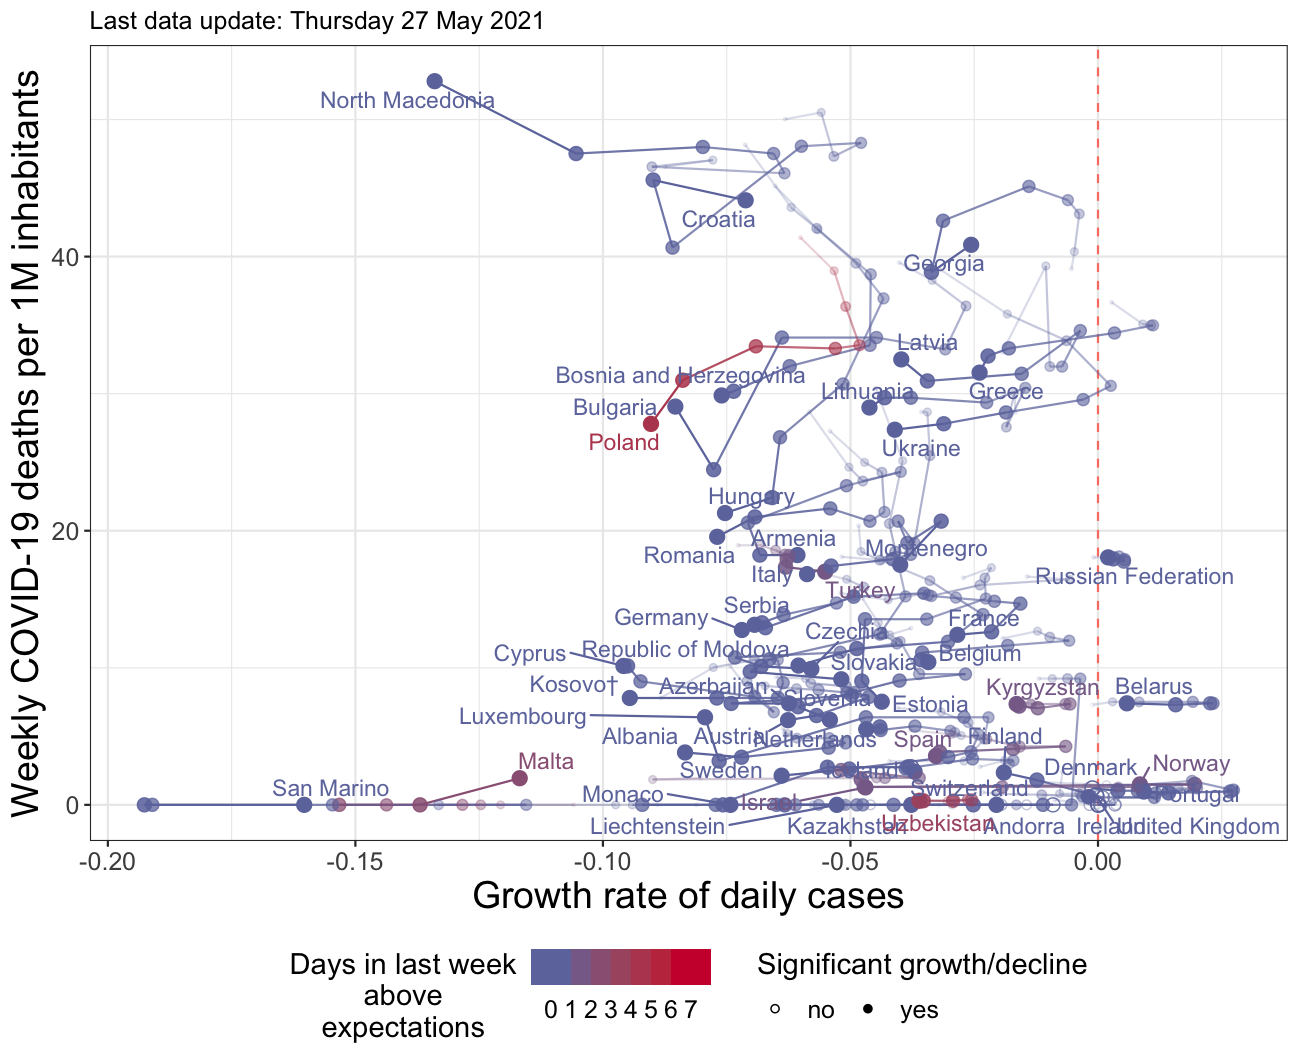 Last data update: Thursday 27 May 2021
Weekly COVID-19 deaths per 1M inhabitants
40
20
0
North Macedonia
Croatia
Georgia
Latvia
Bosnia and Herzegovina
Lithuania
Greece
Bulgaria
Poland
Ukraine
Hungary
Armenia
Romania
Montenegro
Italy
Russian Federation
Turkey
Serbia
Germany
France
Czechia
Republic of Moldova
Cyprus
Slovakia
Belgium
Kosovo†
Azerbaijan
Kyrgyzstan
Belarus
Slovenia
Estonia
Luxembourg
Albania
Austria
Netherlands
Spain
Finland
Malta
Sweden
Denmark
Norway
San Marino
Switzerland
Monaco
Israel
Portugal
Liechtenstein
Kazakhstan
Uzbekistan
Andorra
Ireland
United Kingdom
-0.20
-0.15
-0.10
-0.05
0.00
Growth rate of daily cases
Days in last week
above
expectations
0 1 2 3 4 5 6 7
Significant growth/decline
no
yes